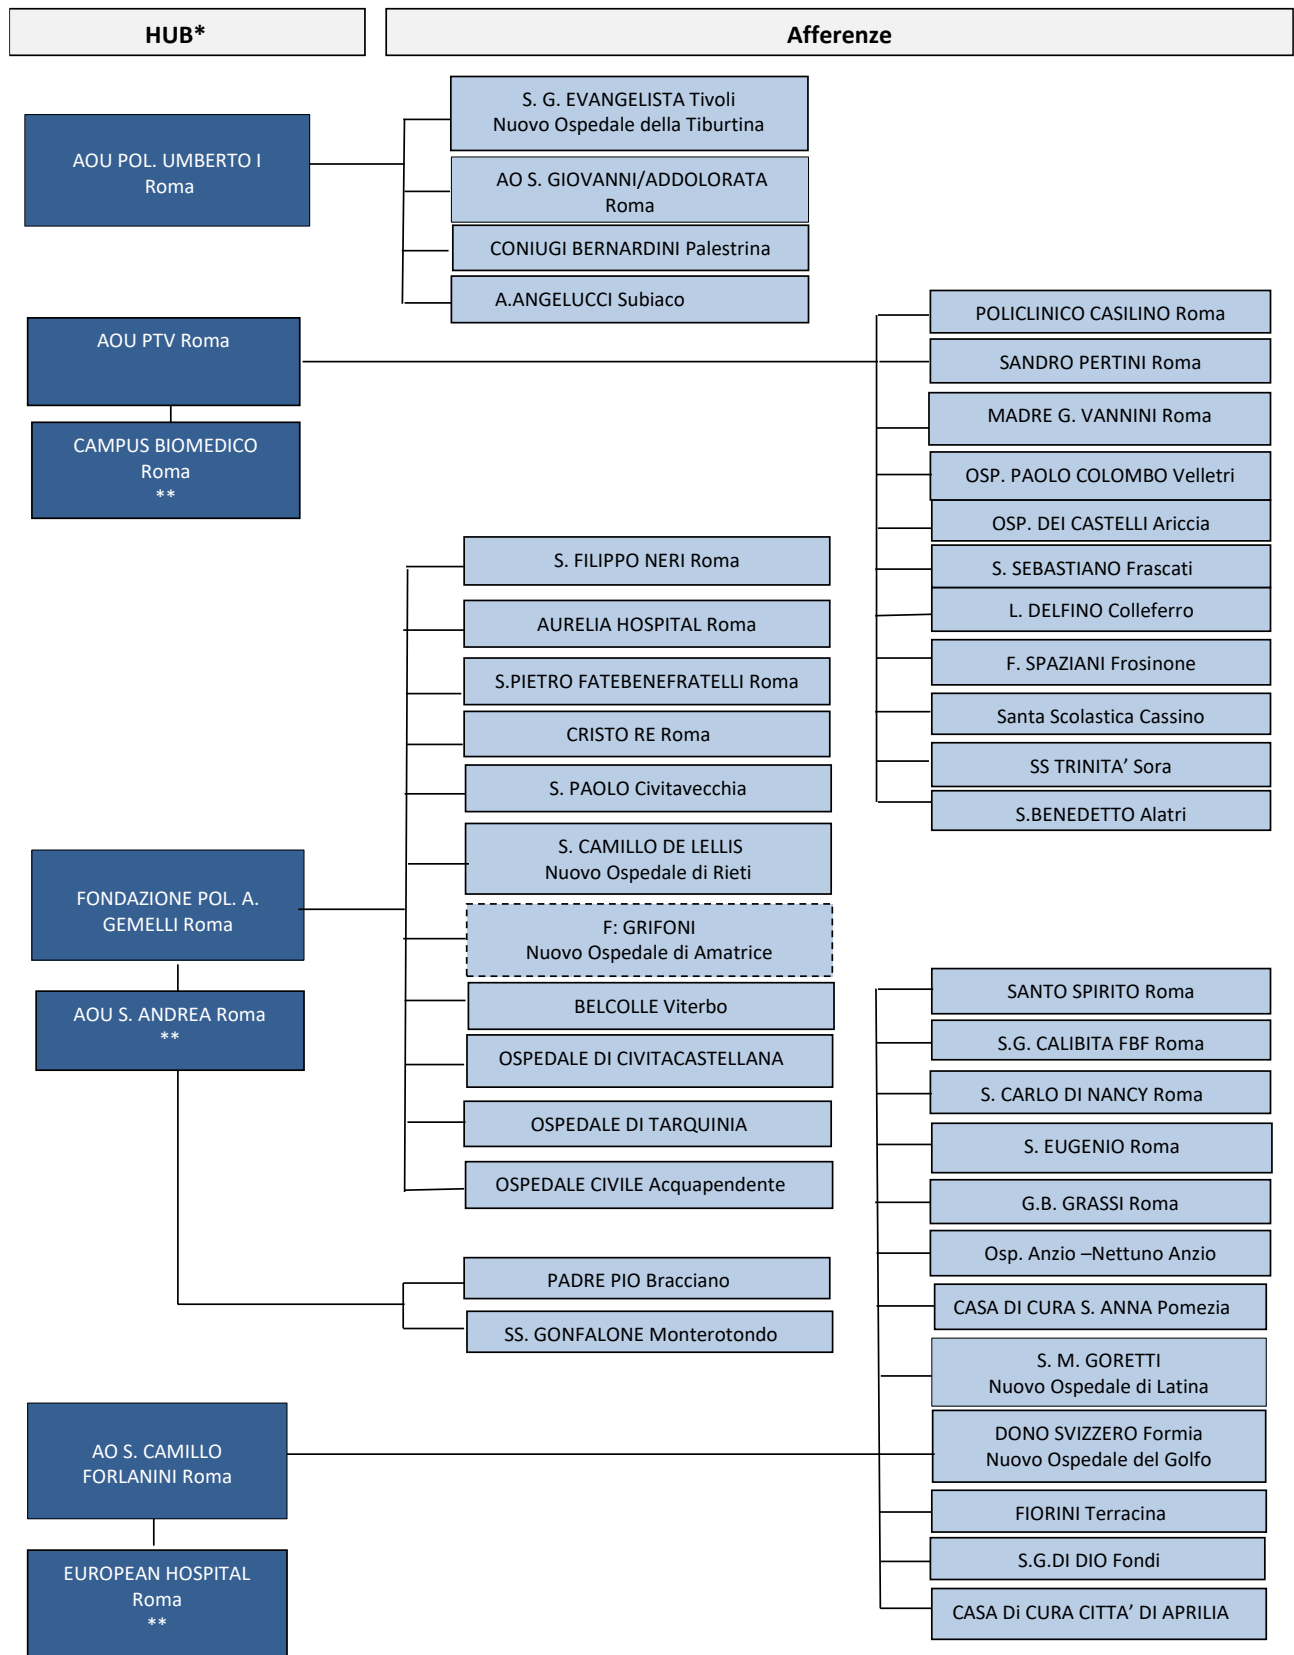 HUB*
Afferenze
AOU POL. UMBERTO I
Roma
S. G. EVANGELISTA Tivoli
Nuovo Ospedale della Tiburtina
AO S. GIOVANNI/ADDOLORATA
Roma
CONIUGI BERNARDINI Palestrina
A.ANGELUCCI Subiaco
AOU PTV Roma
CAMPUS BIOMEDICO
Roma
**
POLICLINICO CASILINO Roma
SANDRO PERTINI Roma
MADRE G. VANNINI Roma
OSP. PAOLO COLOMBO Velletri
OSP. DEI CASTELLI Ariccia
S. SEBASTIANO Frascati
L. DELFINO Colleferro
F. SPAZIANI Frosinone
Santa Scolastica Cassino
SS TRINITA’ Sora
S.BENEDETTO Alatri
FONDAZIONE POL. A.
GEMELLI Roma
AOU S. ANDREA Roma
**
S. FILIPPO NERI Roma
AURELIA HOSPITAL Roma
S.PIETRO FATEBENEFRATELLI Roma
CRISTO RE Roma
S. PAOLO Civitavecchia
S. CAMILLO DE LELLIS
Nuovo Ospedale di Rieti
F: GRIFONI
Nuovo Ospedale di Amatrice
BELCOLLE Viterbo
OSPEDALE DI CIVITACASTELLANA
OSPEDALE DI TARQUINIA
OSPEDALE CIVILE Acquapendente
PADRE PIO Bracciano
SS. GONFALONE Monterotondo
AO S. CAMILLO
FORLANINI Roma
EUROPEAN HOSPITAL
Roma
**
SANTO SPIRITO Roma
S.G. CALIBITA FBF Roma
S. CARLO DI NANCY Roma
S. EUGENIO Roma
G.B. GRASSI Roma
Osp. Anzio –Nettuno Anzio
CASA DI CURA S. ANNA Pomezia
S. M. GORETTI
Nuovo Ospedale di Latina
DONO SVIZZERO Formia
Nuovo Ospedale del Golfo
FIORINI Terracina
S.G.DI DIO Fondi
CASA Di CURA CITTA’ DI APRILIA